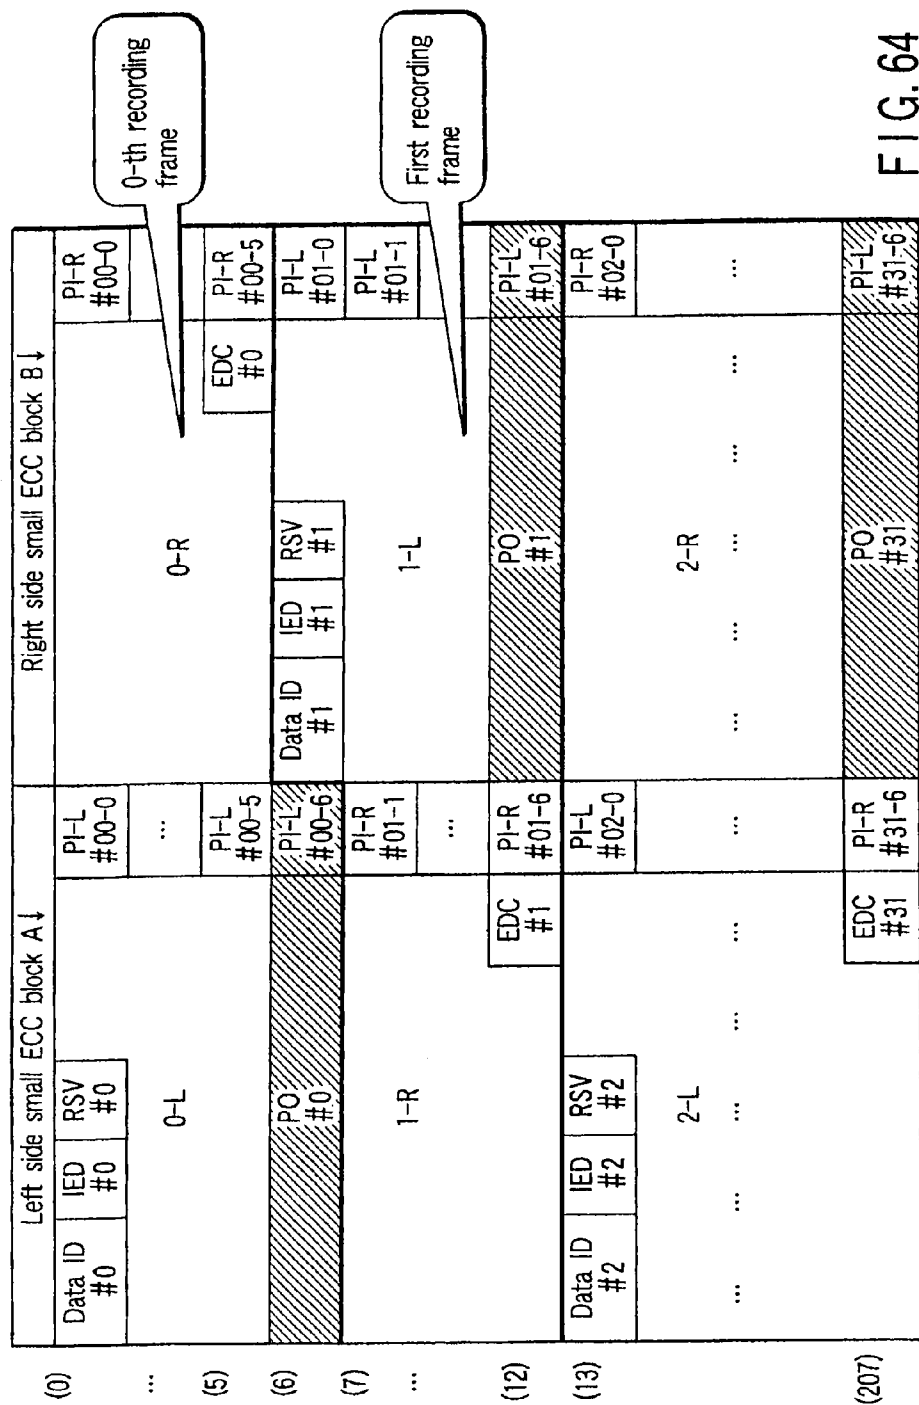 Left side small ECC block A↓ Right side small ECC block B↓
(0) Data ID #0 IED #0 RSV #0 PI-L #00-0 PI-R #00-0
0-th recording frame
... 0-L ... 0-R
(5) PI-L #00-5 EDC #0 PI-R #00-5
(6) PO #0 PI-L #00-6 Data ID #1 IED #1 RSV #1 PI-L #01-0
(7) PI-R #01-1 PI-L #01-1
First recording frame
... 1-R ... 1-L
(12) EDC #1 PI-R #01-6 PO #1 PI-L #01-6
(13) Data ID #2 IED #2 RSV #2 PI-L #02-0 PI-R #02-0
2-L 2-R
... ... ... ... ... ... ... ... ... ... ... ...
(207) EDC #31 PI-R #31-6 PO #31 PI-L #31-6
FIG. 64